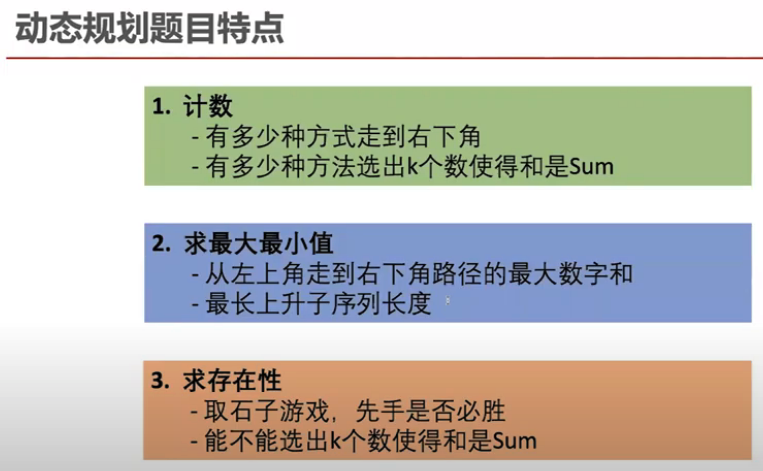 动态规划题目特点
1. 计数
- 有多少种方式走到右下角
- 有多少种方法选出k个数使得和是Sum
2. 求最大最小值
- 从左上角走到右下角路径的最大数字和
- 最长上升子序列长度
3. 求存在性
- 取石子游戏，先手是否必胜
- 能不能选出k个数使得和是Sum